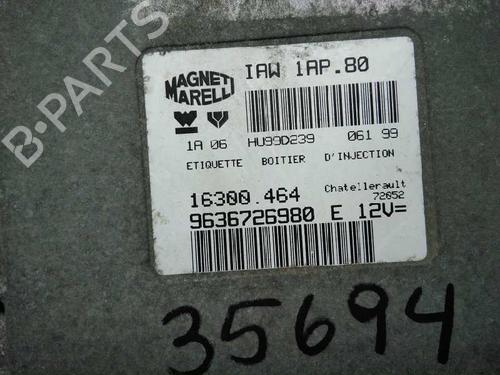 B-PARTS
MAGNETI
MARELLI
IAW 1AP.80
1A 06 HU99D239 061 99
ETIQUETTE BOITIER D'INJECTION
16300.464 Chatellerault
72052
9636726980 E 12V=
35694